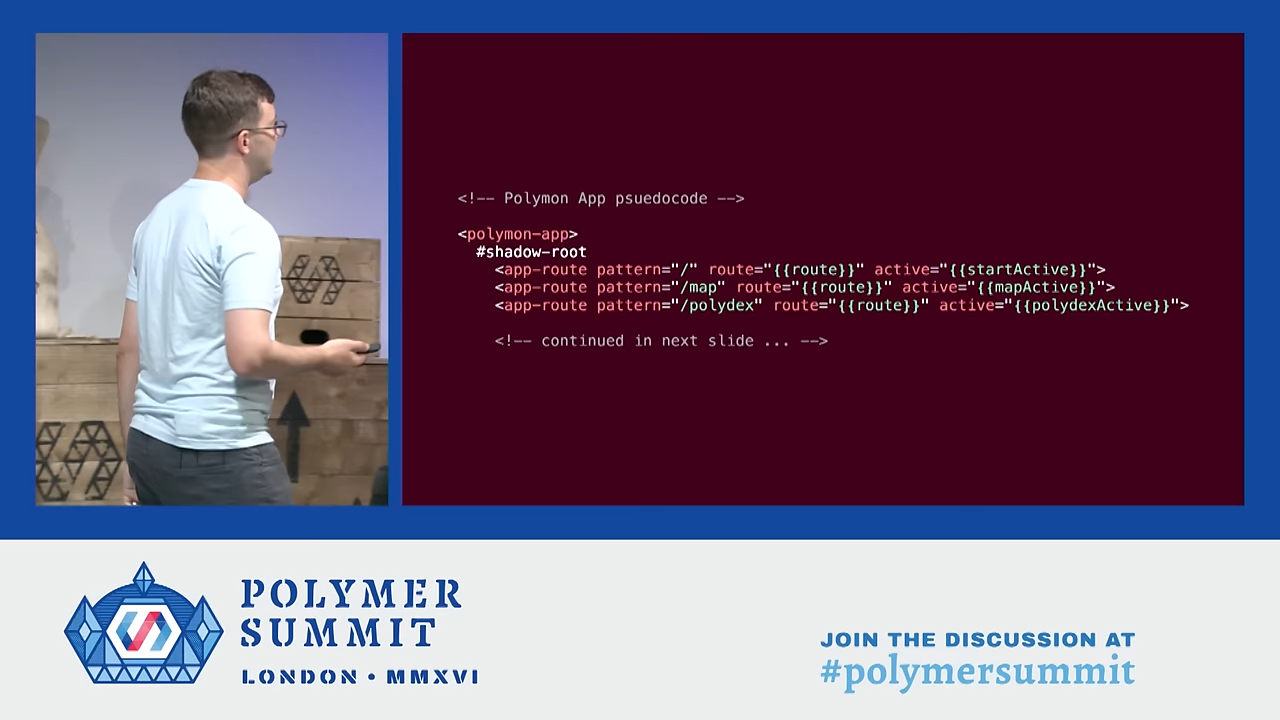 <!-- Polymon App psuedocode -->
<polymon-app>
#shadow-root
<app-route pattern="/" route="{{route}}" active="{{startActive}}">
<app-route pattern="/map" route="{{route}}" active="{{mapActive}}">
<app-route pattern="/polydex" route="{{route}}" active="{{polydexActive}}">
<!-- continued in next slide ... -->
POLYMER
SUMMIT
LONDON • MMXVI
JOIN THE DISCUSSION AT
#polymersummit